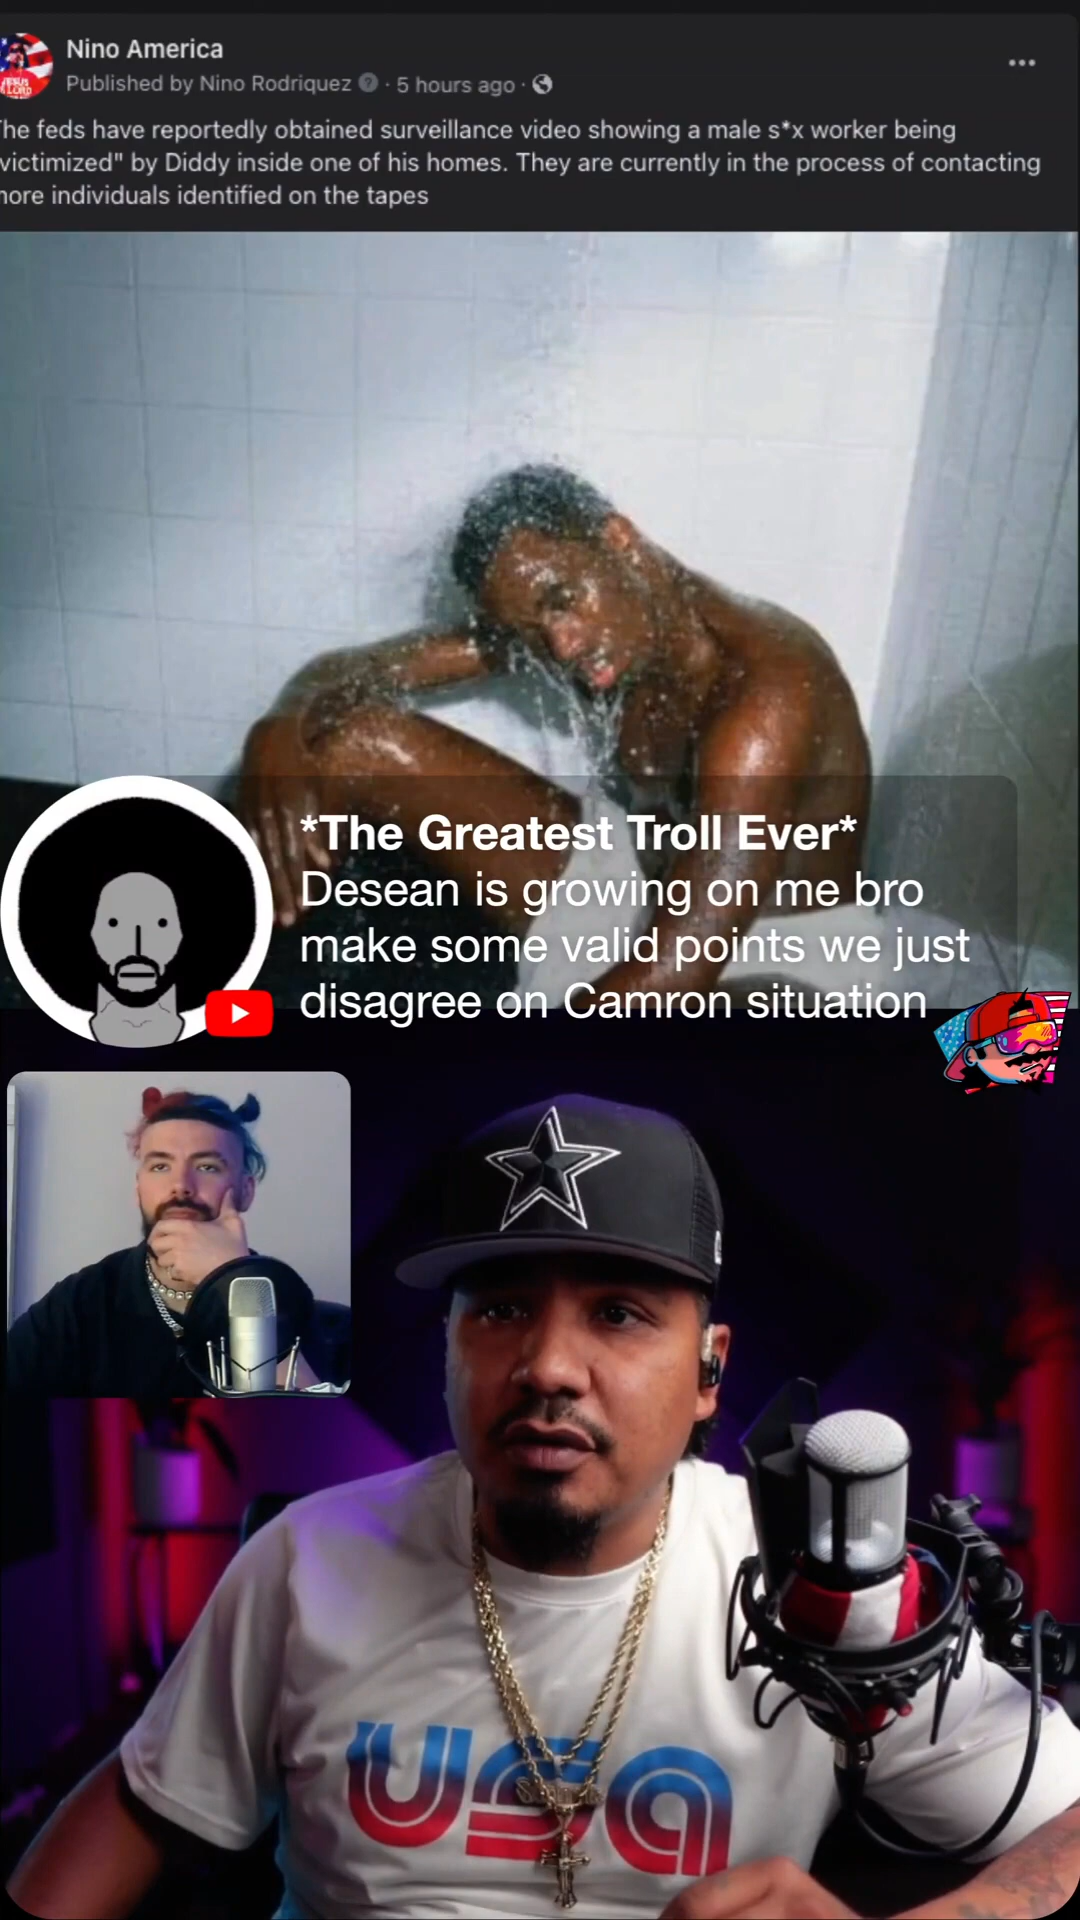 Nino America
Published by Nino Rodriquez · 5 hours ago ·
he feds have reportedly obtained surveillance video showing a male s*x worker being
victimized" by Diddy inside one of his homes. They are currently in the process of contacting
nore individuals identified on the tapes
*The Greatest Troll Ever*
Desean is growing on me bro
make some valid points we just
disagree on Camron situation
USA